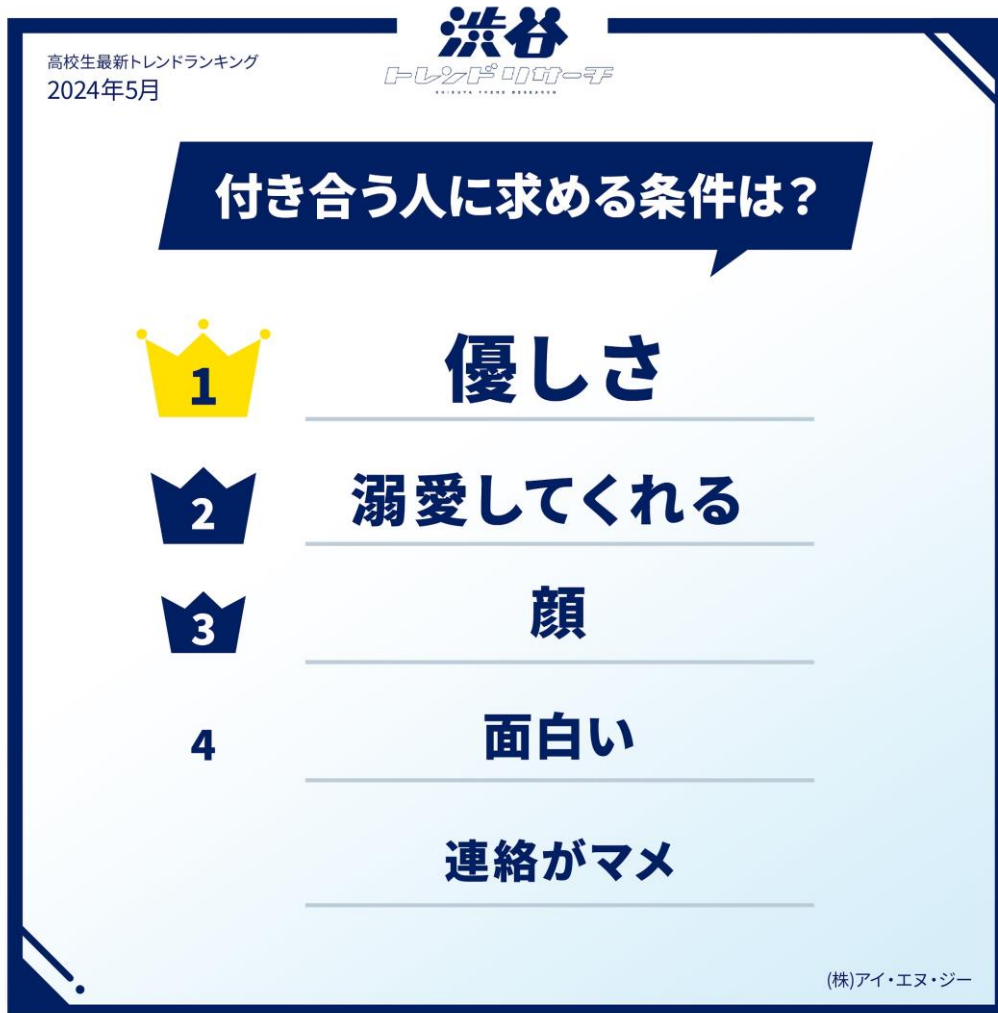 渋谷
トレンドリサーチ
SHIBUYA TREND RESEARCH
高校生最新トレンドランキング
2024年5月
付き合う人に求める条件は？
1 優しさ
2 溺愛してくれる
3 顔
4 面白い
連絡がマメ
(株)アイ・エヌ・ジー